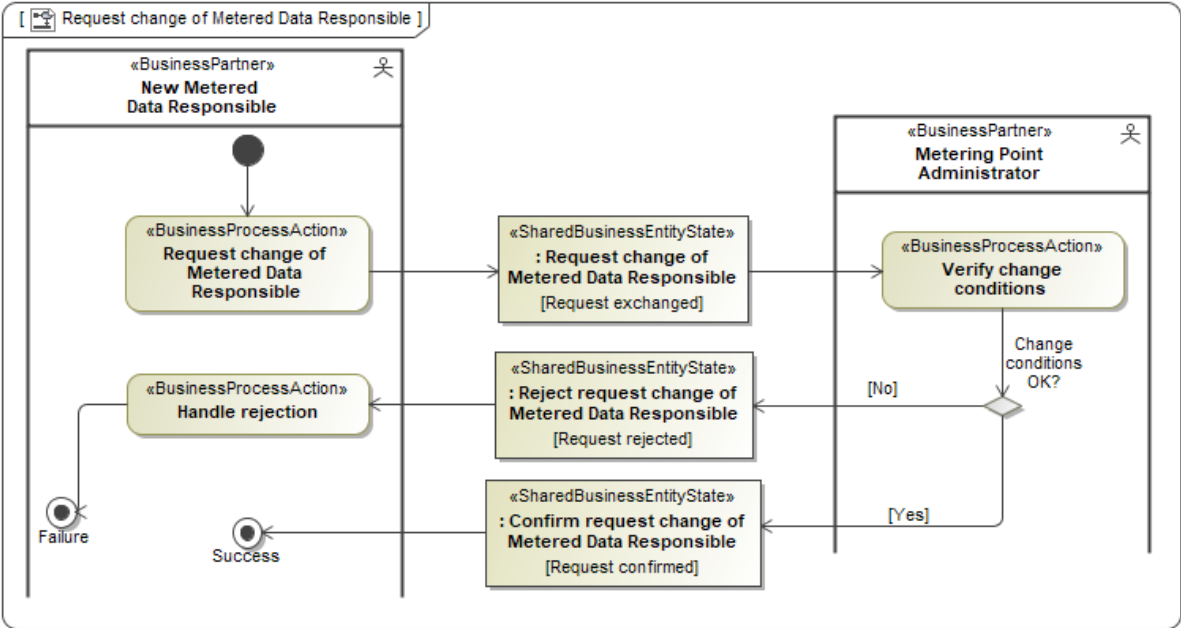 [ Request change of Metered Data Responsible ]
«BusinessPartner»
New Metered
Data Responsible
«BusinessPartner»
Metering Point
Administrator
«BusinessProcessAction»
Request change of
Metered Data
Responsible
«SharedBusinessEntityState»
: Request change of
Metered Data Responsible
[Request exchanged]
«BusinessProcessAction»
Verify change
conditions
Change
conditions
OK?
[No]
«SharedBusinessEntityState»
: Reject request change of
Metered Data Responsible
[Request rejected]
«BusinessProcessAction»
Handle rejection
Failure
[Yes]
«SharedBusinessEntityState»
: Confirm request change of
Metered Data Responsible
[Request confirmed]
Success